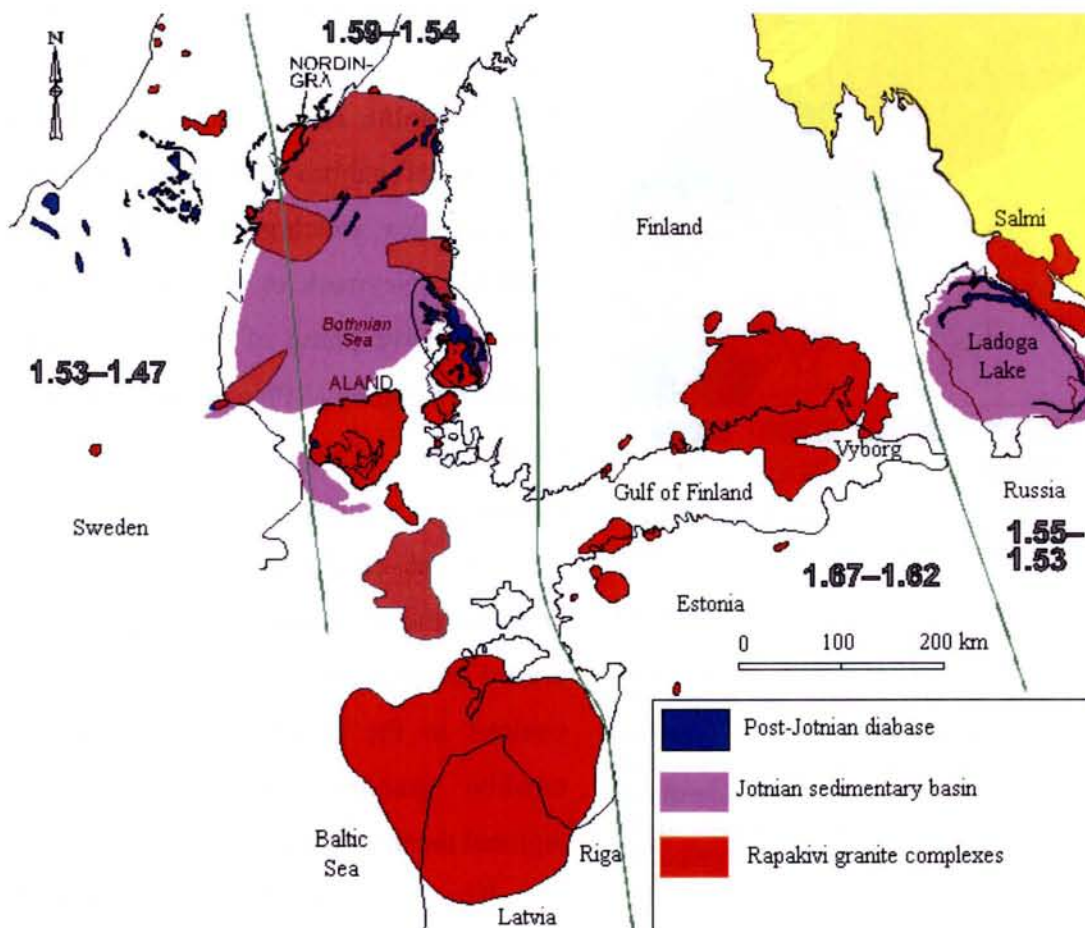 N
1.59–1.54
NORDIN-
GRÅ
Salmi
Finland
Bothnian
Sea
Ladoga
Lake
1.53–1.47
ALAND
Vyborg
Gulf of Finland
Russia
Sweden
1.55–
1.53
1.67–1.62
Estonia
0 100 200 km
Post-Jotnian diabase
Jotnian sedimentary basin
Baltic
Sea
Riga
Rapakivi granite complexes
Latvia